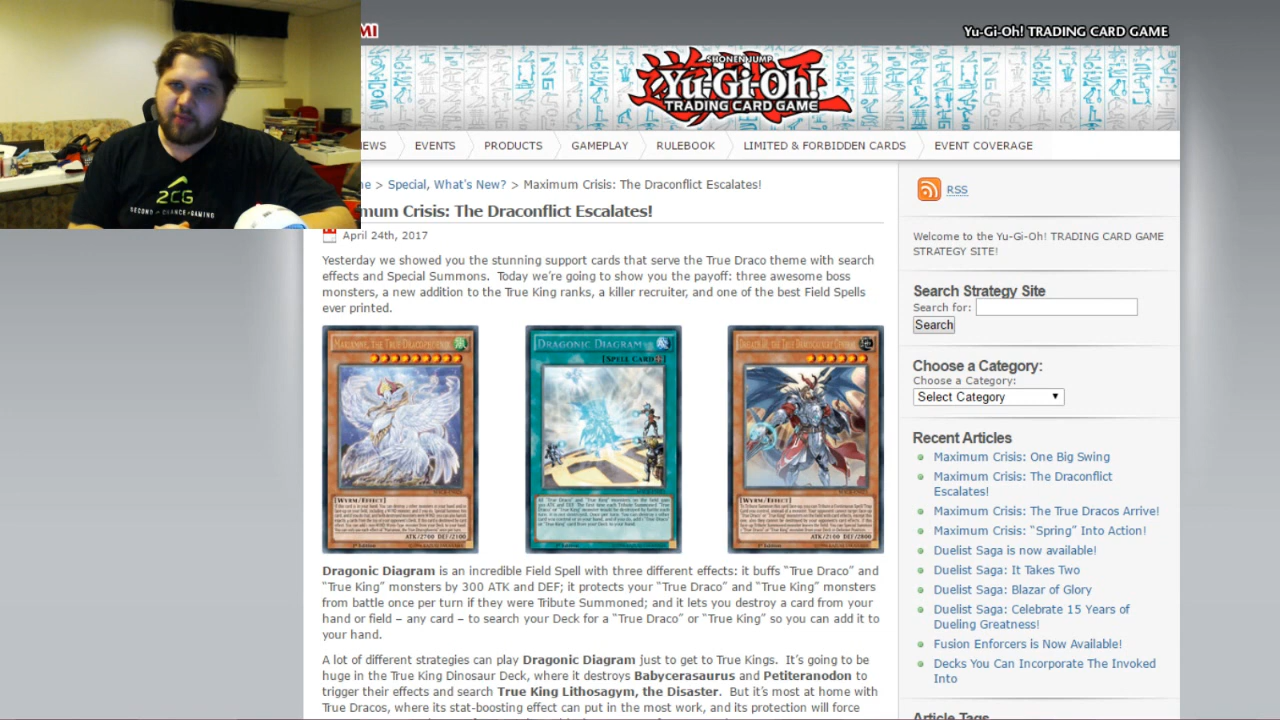 MI
Yu-Gi-Oh! TRADING CARD GAME
SHONEN JUMP
Yu-Gi-Oh!
TRADING CARD GAME
EWS
EVENTS
PRODUCTS
GAMEPLAY
RULEBOOK
LIMITED & FORBIDDEN CARDS
EVENT COVERAGE
2CG
SECOND CHANCE GAMING
e > Special, What's New? > Maximum Crisis: The Draconflict Escalates!
mum Crisis: The Draconflict Escalates!
April 24th, 2017
Yesterday we showed you the stunning support cards that serve the True Draco theme with search
effects and Special Summons. Today we're going to show you the payoff: three awesome boss
monsters, a new addition to the True King ranks, a killer recruiter, and one of the best Field Spells
ever printed.
DRAGONIC DIAGRAM
[SPELL CARD]
[WYRM/EFFECT]
ATK/2700 DEF/2100
[WYRM/EFFECT]
ATK/2100 DEF/2800
Dragonic Diagram is an incredible Field Spell with three different effects: it buffs "True Draco" and
"True King" monsters by 300 ATK and DEF; it protects your "True Draco" and "True King" monsters
from battle once per turn if they were Tribute Summoned; and it lets you destroy a card from your
hand or field – any card – to search your Deck for a "True Draco" or "True King" so you can add it to
your hand.
A lot of different strategies can play Dragonic Diagram just to get to True Kings. It's going to be
huge in the True King Dinosaur Deck, where it destroys Babycerasaurus and Petiteranodon to
trigger their effects and search True King Lithosagym, the Disaster. But it's most at home with
True Dracos, where its stat-boosting effect can put in the most work, and its protection will force
RSS
Welcome to the Yu-Gi-Oh! TRADING CARD GAME
STRATEGY SITE!
Search Strategy Site
Search for:
Search
Choose a Category:
Choose a Category:
Select Category
Recent Articles
Maximum Crisis: One Big Swing
Maximum Crisis: The Draconflict
Escalates!
Maximum Crisis: The True Dracos Arrive!
Maximum Crisis: "Spring" Into Action!
Duelist Saga is now available!
Duelist Saga: It Takes Two
Duelist Saga: Blazar of Glory
Duelist Saga: Celebrate 15 Years of
Dueling Greatness!
Fusion Enforcers is Now Available!
Decks You Can Incorporate The Invoked
Into
Article Tags